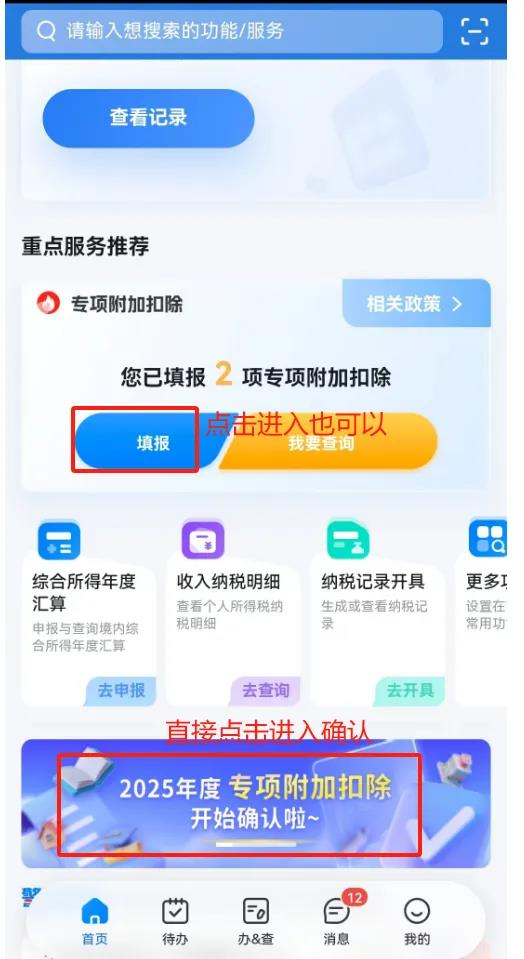 请输入想搜索的功能/服务
查看记录
重点服务推荐
专项附加扣除
相关政策
您已填报 2 项专项附加扣除
点击进入也可以
填报
我要查询
综合所得年度
汇算
申报与查询境内综
合所得年度汇算
去申报
收入纳税明细
查看个人所得税纳
税明细
去查询
纳税记录开具
生成或查看纳税记
录
去开具
更多
设置在
常用功
直接点击进入确认
2025年度 专项附加扣除
开始确认啦~
12
首页
待办
办&查
消息
我的